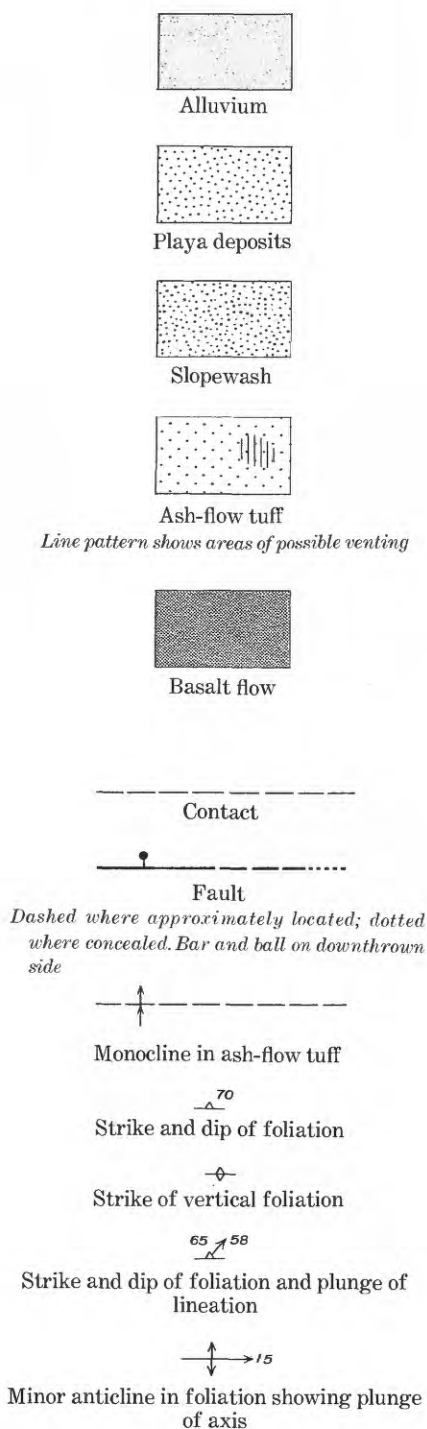 Alluvium
Playa deposits
Slopewash
Ash-flow tuff
Line pattern shows areas of possible venting
Basalt flow
Contact
Fault
Dashed where approximately located; dotted
where concealed. Bar and ball on downthrown
side
Monocline in ash-flow tuff
70
Strike and dip of foliation
Strike of vertical foliation
65 58
Strike and dip of foliation and plunge of
lineation
15
Minor anticline in foliation showing plunge
of axis